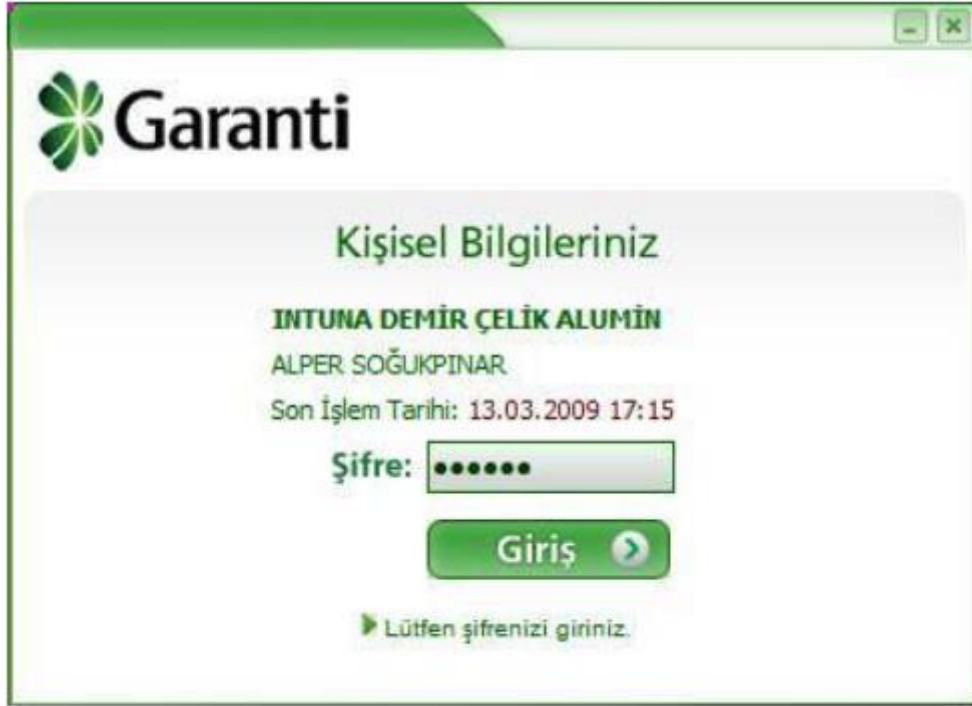 Garanti
Kişisel Bilgileriniz
INTUNA DEMİR ÇELİK ALUMİN
ALPER SOĞUKPINAR
Son İşlem Tarihi: 13.03.2009 17:15
Şifre: ••••••
Giriş
Lütfen şifrenizi giriniz.